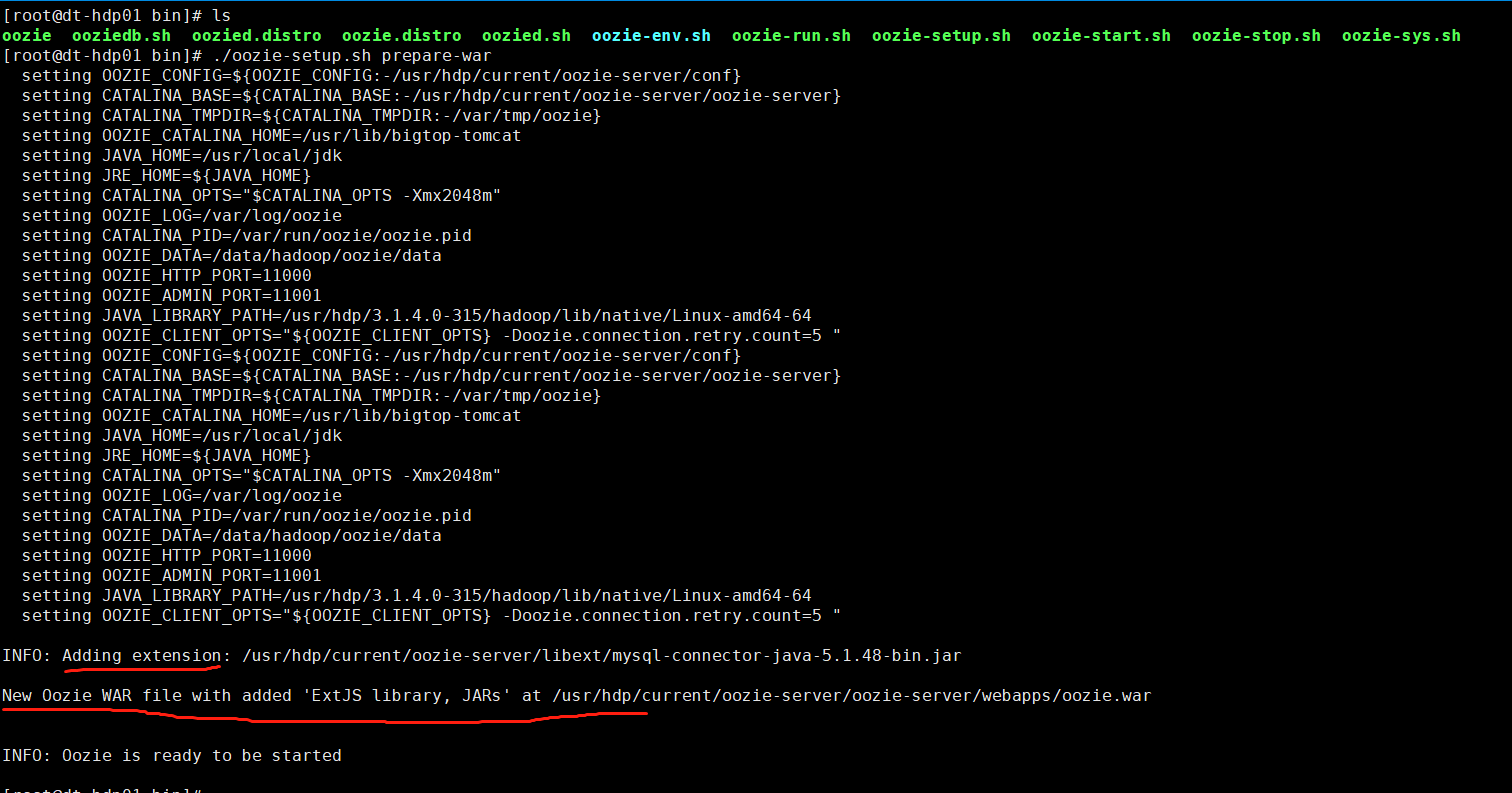 [root@dt-hdp01 bin]# ls
oozie  ooziedb.sh  oozied.distro  oozie.distro  oozied.sh  oozie-env.sh  oozie-run.sh  oozie-setup.sh  oozie-start.sh  oozie-stop.sh  oozie-sys.sh
[root@dt-hdp01 bin]# ./oozie-setup.sh prepare-war
  setting OOZIE_CONFIG=${OOZIE_CONFIG:-/usr/hdp/current/oozie-server/conf}
  setting CATALINA_BASE=${CATALINA_BASE:-/usr/hdp/current/oozie-server/oozie-server}
  setting CATALINA_TMPDIR=${CATALINA_TMPDIR:-/var/tmp/oozie}
  setting OOZIE_CATALINA_HOME=/usr/lib/bigtop-tomcat
  setting JAVA_HOME=/usr/local/jdk
  setting JRE_HOME=${JAVA_HOME}
  setting CATALINA_OPTS="$CATALINA_OPTS -Xmx2048m"
  setting OOZIE_LOG=/var/log/oozie
  setting CATALINA_PID=/var/run/oozie/oozie.pid
  setting OOZIE_DATA=/data/hadoop/oozie/data
  setting OOZIE_HTTP_PORT=11000
  setting OOZIE_ADMIN_PORT=11001
  setting JAVA_LIBRARY_PATH=/usr/hdp/3.1.4.0-315/hadoop/lib/native/Linux-amd64-64
  setting OOZIE_CLIENT_OPTS="${OOZIE_CLIENT_OPTS} -Doozie.connection.retry.count=5 "
  setting OOZIE_CONFIG=${OOZIE_CONFIG:-/usr/hdp/current/oozie-server/conf}
  setting CATALINA_BASE=${CATALINA_BASE:-/usr/hdp/current/oozie-server/oozie-server}
  setting CATALINA_TMPDIR=${CATALINA_TMPDIR:-/var/tmp/oozie}
  setting OOZIE_CATALINA_HOME=/usr/lib/bigtop-tomcat
  setting JAVA_HOME=/usr/local/jdk
  setting JRE_HOME=${JAVA_HOME}
  setting CATALINA_OPTS="$CATALINA_OPTS -Xmx2048m"
  setting OOZIE_LOG=/var/log/oozie
  setting CATALINA_PID=/var/run/oozie/oozie.pid
  setting OOZIE_DATA=/data/hadoop/oozie/data
  setting OOZIE_HTTP_PORT=11000
  setting OOZIE_ADMIN_PORT=11001
  setting JAVA_LIBRARY_PATH=/usr/hdp/3.1.4.0-315/hadoop/lib/native/Linux-amd64-64
  setting OOZIE_CLIENT_OPTS="${OOZIE_CLIENT_OPTS} -Doozie.connection.retry.count=5 "
INFO: Adding extension: /usr/hdp/current/oozie-server/libext/mysql-connector-java-5.1.48-bin.jar
New Oozie WAR file with added 'ExtJS library, JARs' at /usr/hdp/current/oozie-server/oozie-server/webapps/oozie.war
INFO: Oozie is ready to be started
[root@dt-hdp01 bin]#